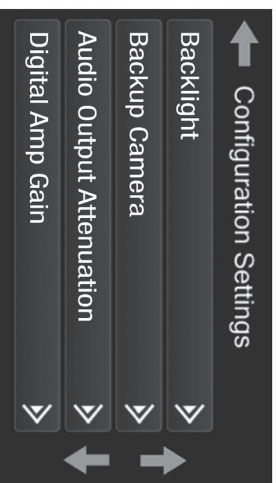 Configuration Settings
Backlight
Backup Camera
Audio Output Attenuation
Digital Amp Gain